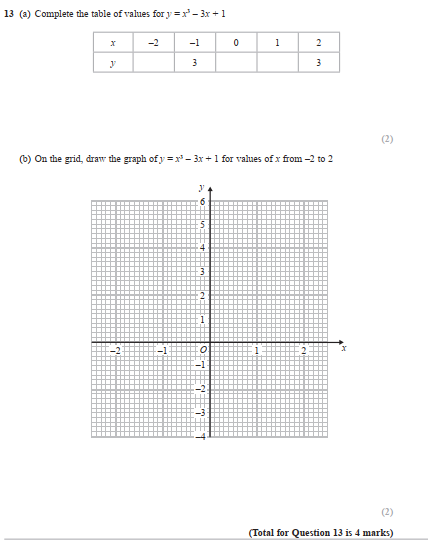 13 (a) Complete the table of values for y = x³ – 3x + 1
x –2 –1 0 1 2
y 3 3
(2)
(b) On the grid, draw the graph of y = x³ – 3x + 1 for values of x from –2 to 2
y
6
5
4
3
2
1
–2 –1 O 1 2 x
–1
–2
–3
–4
(2)
(Total for Question 13 is 4 marks)